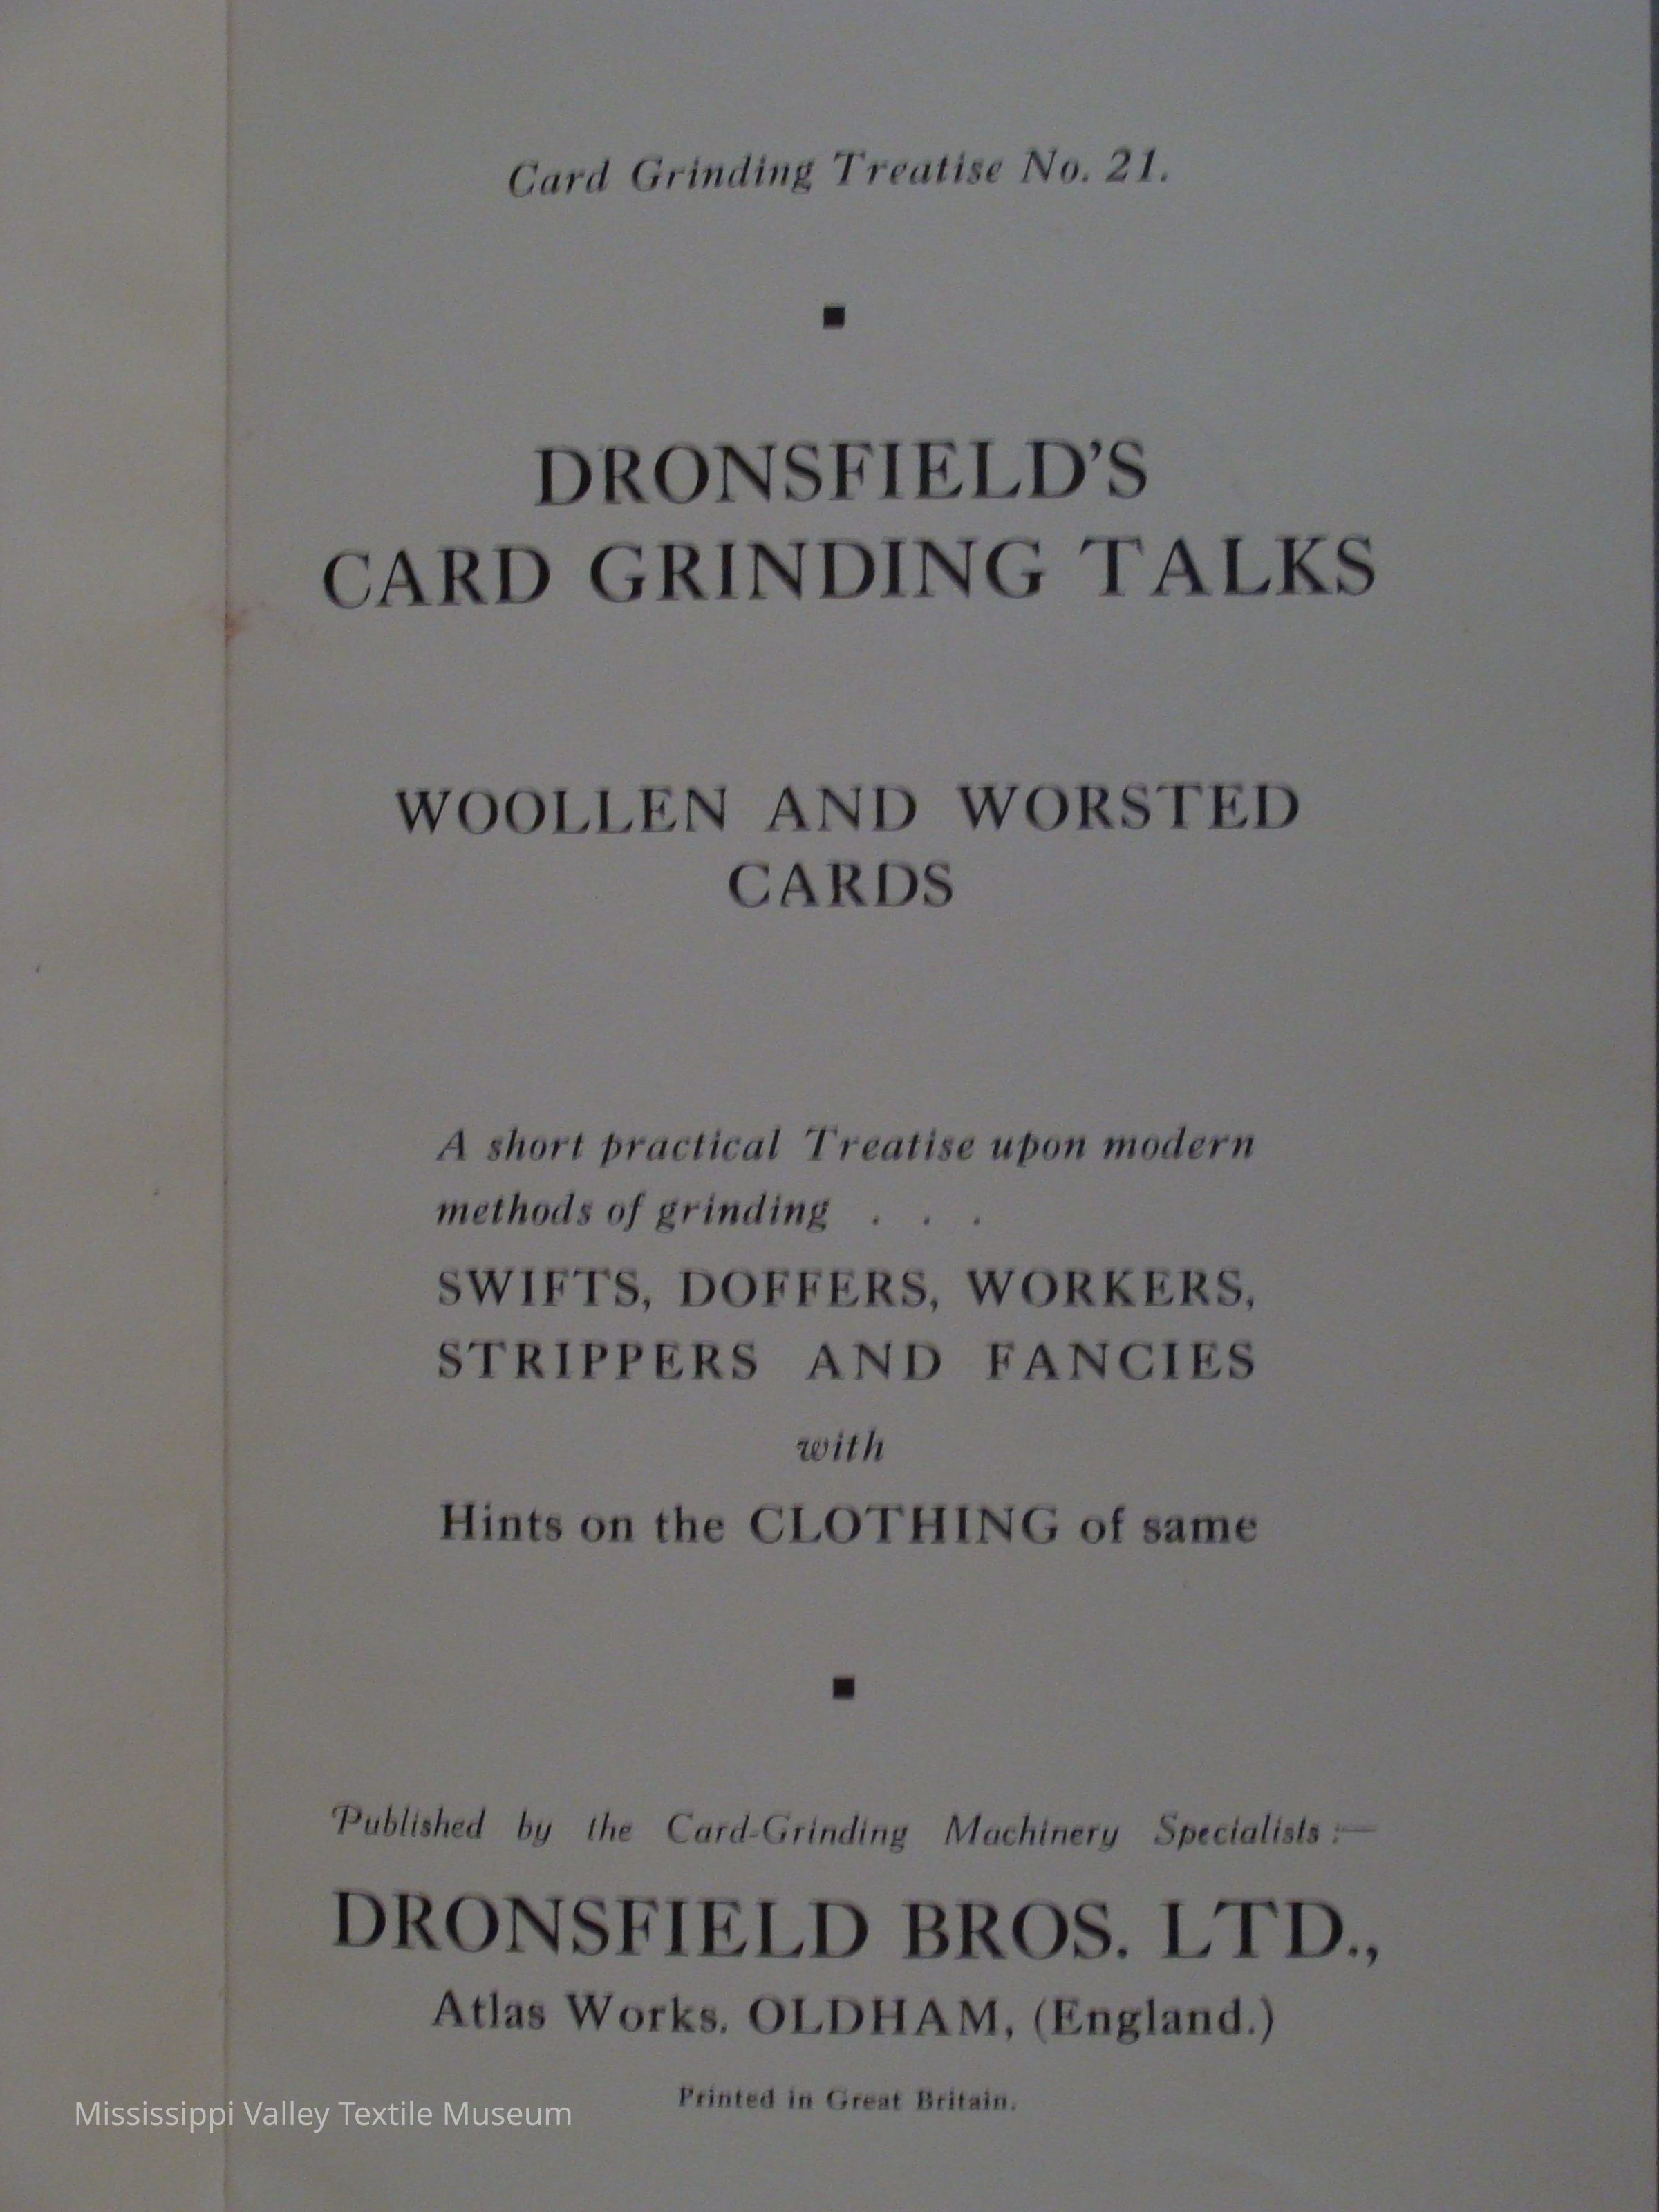 Card Grinding Treatise No. 21.
DRONSFIELD'S
CARD GRINDING TALKS
WOOLLEN AND WORSTED
CARDS
A short practical Treatise upon modern
methods of grinding . . .
SWIFTS, DOFFERS, WORKERS,
STRIPPERS AND FANCIES
with
Hints on the CLOTHING of same
Published by the Card-Grinding Machinery Specialists :—
DRONSFIELD BROS. LTD.,
Atlas Works, OLDHAM, (England.)
Printed in Great Britain.
Mississippi Valley Textile Museum